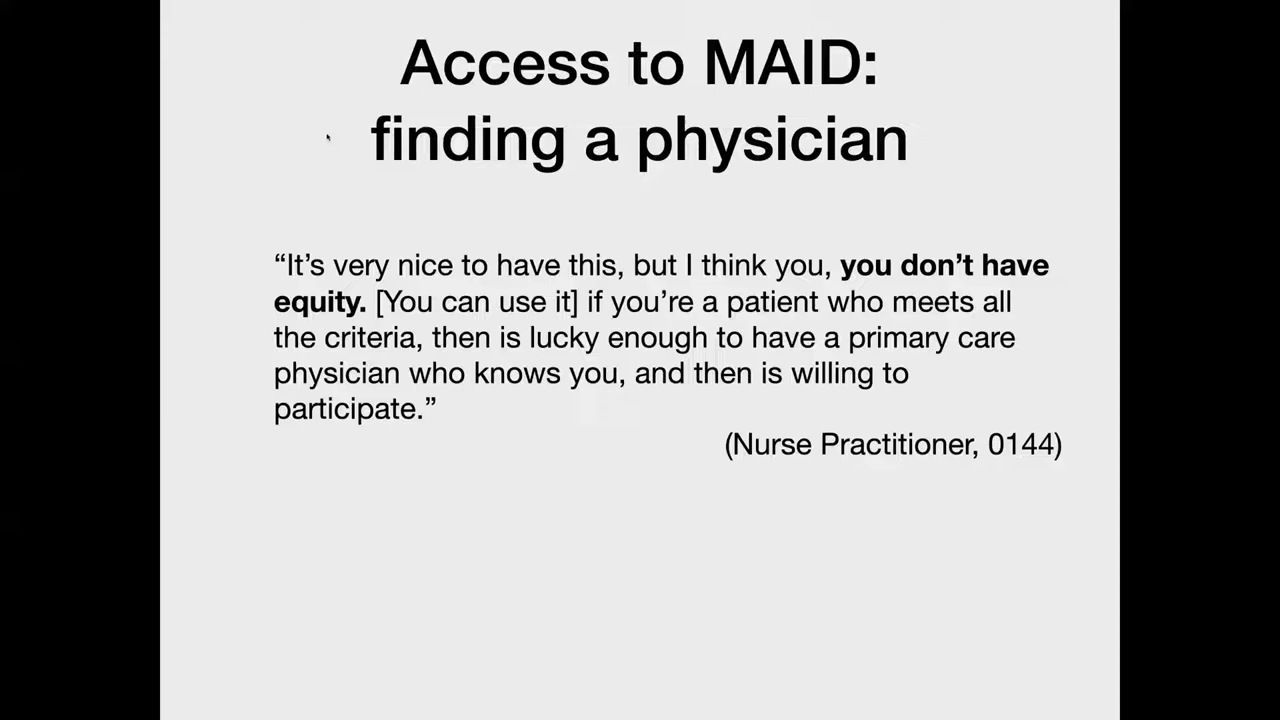 Access to MAID:
finding a physician
“It’s very nice to have this, but I think you, you don’t have
equity. [You can use it] if you’re a patient who meets all
the criteria, then is lucky enough to have a primary care
physician who knows you, and then is willing to
participate.”
(Nurse Practitioner, 0144)